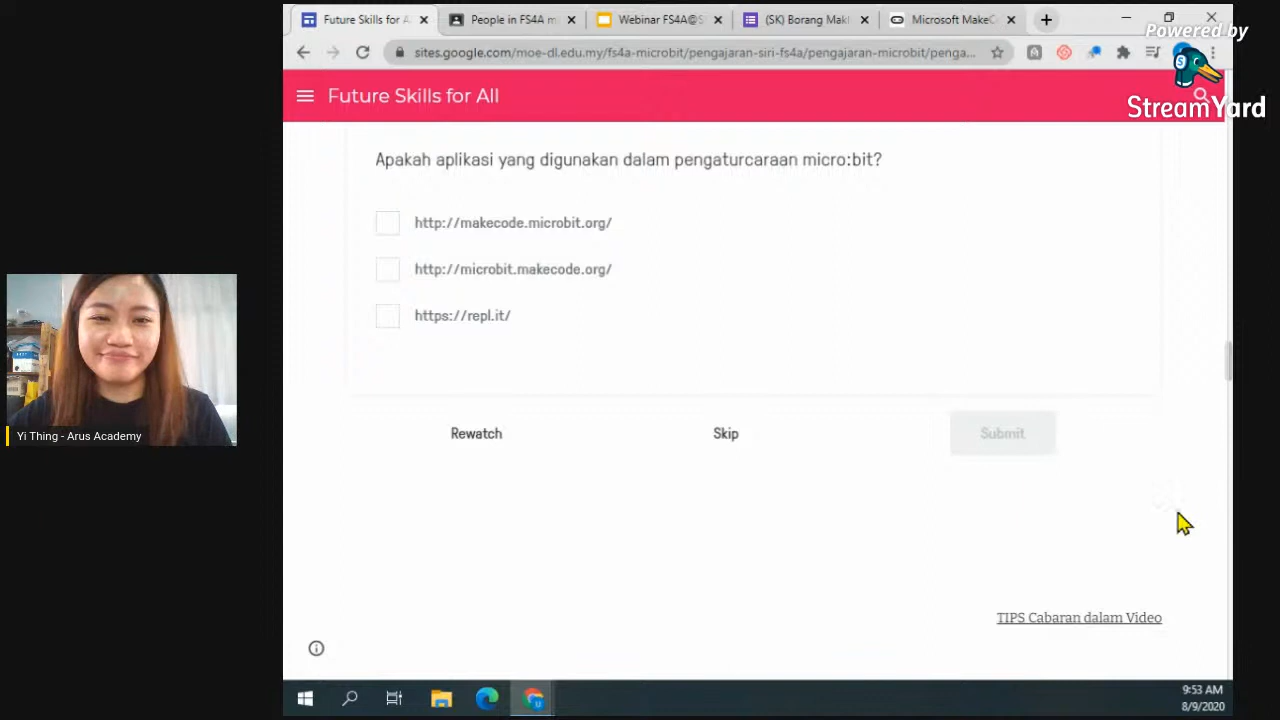 Future Skills for A
People in FS4A m
Webinar FS4A@S
(SK) Borang Makl
Microsoft MakeC
Powered by
StreamYard
sites.google.com/moe-dl.edu.my/fs4a-microbit/pengajaran-siri-fs4a/pengajaran-microbit/penga...
Future Skills for All
Apakah aplikasi yang digunakan dalam pengaturcaraan micro:bit?
http://makecode.microbit.org/
http://microbit.makecode.org/
https://repl.it/
Rewatch
Skip
Submit
Yi Thing - Arus Academy
TIPS Cabaran dalam Video
9:53 AM
8/9/2020